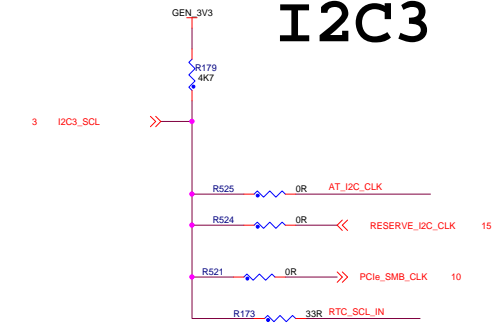 GEN_3V3
I2C3
R179
4K7
3 I2C3_SCL
R525 0R AT_I2C_CLK
R524 0R RESERVE_I2C_CLK 15
R521 0R PCIe_SMB_CLK 10
R173 33R RTC_SCL_IN